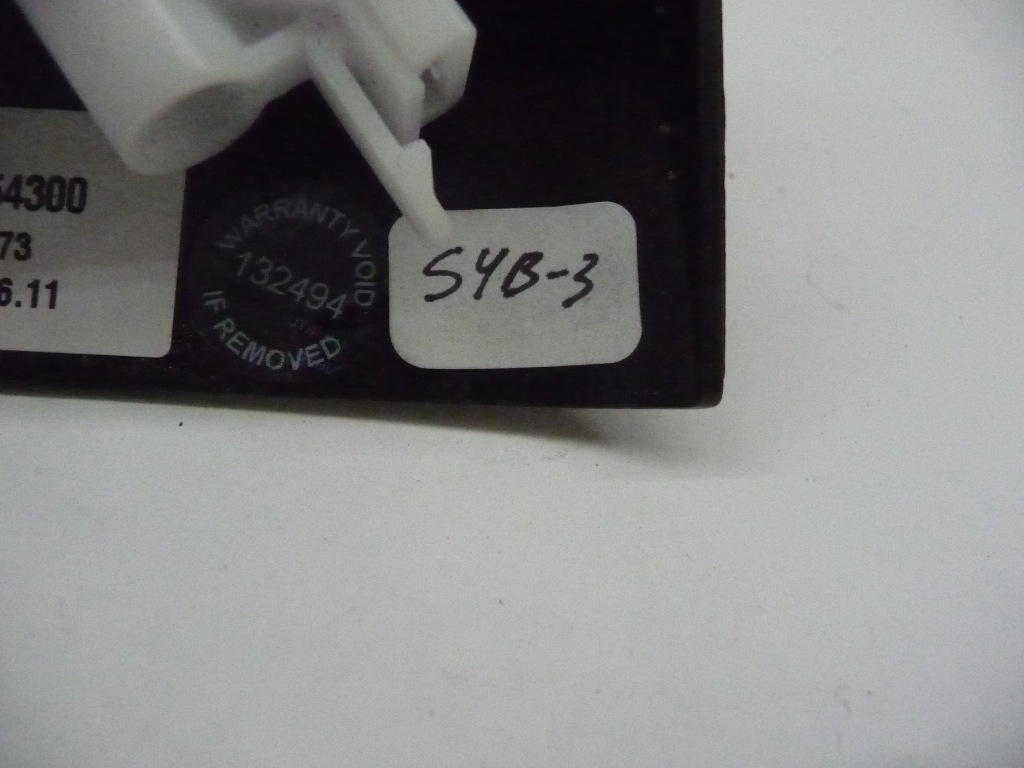 54300
73
6.11
WARRANTY VOID
132494
IF REMOVED
SYB-3